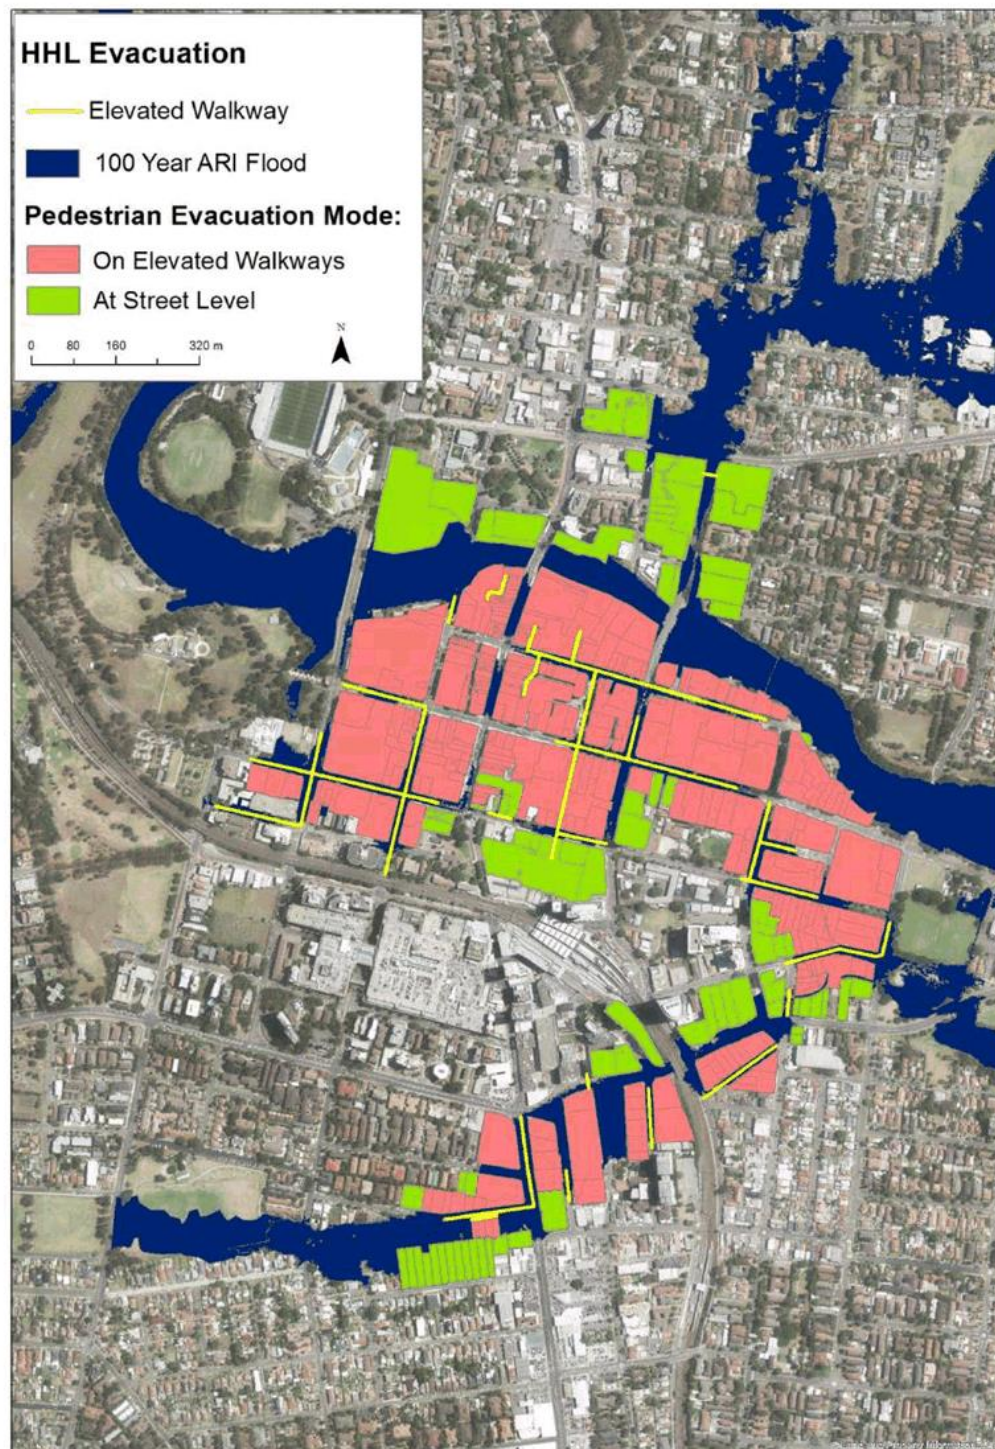 HHL Evacuation
Elevated Walkway
100 Year ARI Flood
Pedestrian Evacuation Mode:
On Elevated Walkways
At Street Level
N
0 80 160 320 m